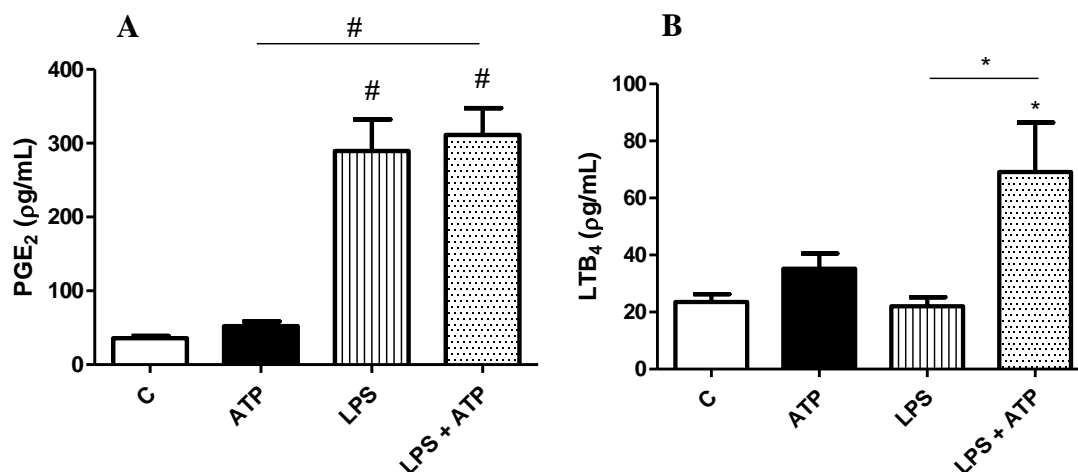 A
#
400
300
200
100
0
PGE₂ (ρg/mL)
#
#
C
ATP
LPS
LPS + ATP
B
*
100
80
60
40
20
0
LTB₄ (ρg/mL)
*
C
ATP
LPS
LPS + ATP